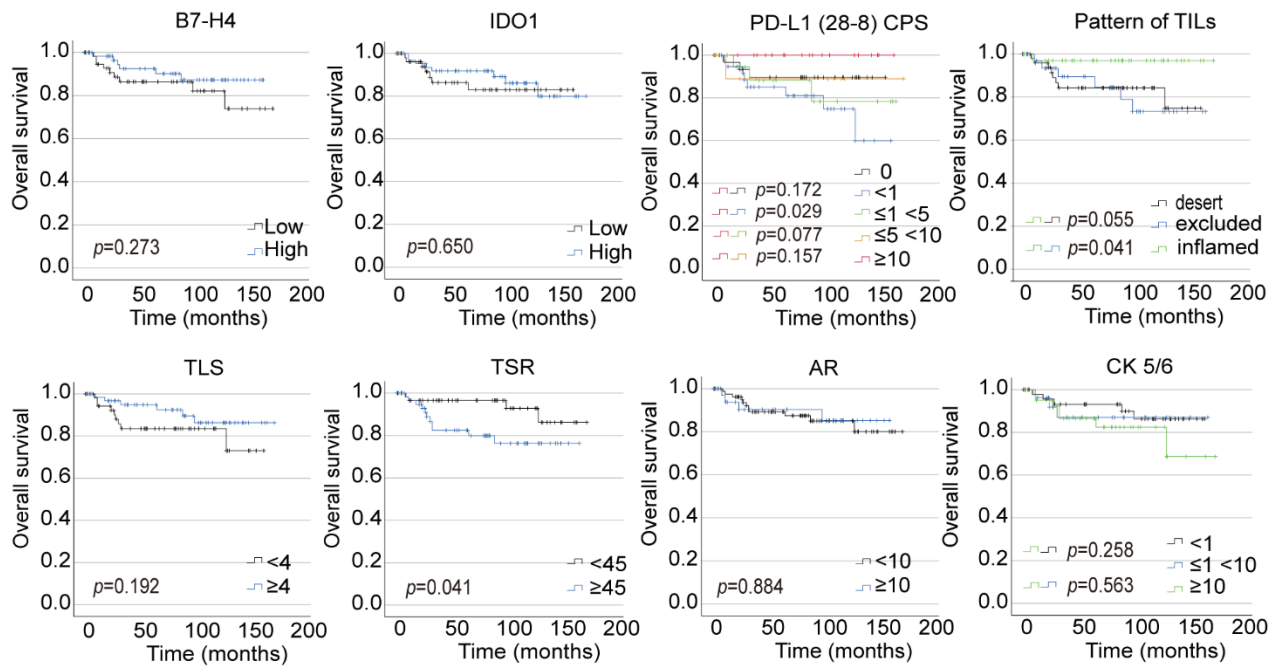 B7-H4
Overall survival
1.0
0.8
0.6
0.4
0.2
0.0
Low
High
p=0.273
0 50 100 150 200
Time (months)
IDO1
Overall survival
1.0
0.8
0.6
0.4
0.2
0.0
Low
High
p=0.650
0 50 100 150 200
Time (months)
PD-L1 (28-8) CPS
Overall survival
1.0
0.8
0.6
0.4
0.2
0.0
p=0.172
p=0.029
p=0.077
p=0.157
0
<1
≤1 <5
≤5 <10
≥10
0 50 100 150 200
Time (months)
Pattern of TILs
Overall survival
1.0
0.8
0.6
0.4
0.2
0.0
p=0.055
p=0.041
desert
excluded
inflamed
0 50 100 150 200
Time (months)
TLS
Overall survival
1.0
0.8
0.6
0.4
0.2
0.0
<4
≥4
p=0.192
0 50 100 150 200
Time (months)
TSR
Overall survival
1.0
0.8
0.6
0.4
0.2
0.0
<45
≥45
p=0.041
0 50 100 150 200
Time (months)
AR
Overall survival
1.0
0.8
0.6
0.4
0.2
0.0
<10
≥10
p=0.884
0 50 100 150 200
Time (months)
CK 5/6
Overall survival
1.0
0.8
0.6
0.4
0.2
0.0
p=0.258
p=0.563
<1
≤1 <10
≥10
0 50 100 150 200
Time (months)